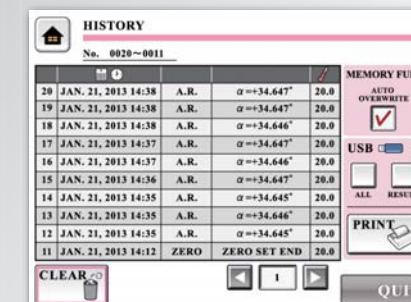 HISTORY
No. 0020~0011
20 JAN. 21, 2013 14:38 A.R. α=+34.647° 20.0
19 JAN. 21, 2013 14:38 A.R. α=+34.647° 20.0
18 JAN. 21, 2013 14:38 A.R. α=+34.646° 20.0
17 JAN. 21, 2013 14:37 A.R. α=+34.647° 20.0
16 JAN. 21, 2013 14:37 A.R. α=+34.646° 20.0
15 JAN. 21, 2013 14:36 A.R. α=+34.647° 20.0
14 JAN. 21, 2013 14:35 A.R. α=+34.645° 20.0
13 JAN. 21, 2013 14:35 A.R. α=+34.646° 20.0
12 JAN. 21, 2013 14:35 A.R. α=+34.645° 20.0
11 JAN. 21, 2013 14:12 ZERO ZERO SET END 20.0
MEMORY FU
AUTO
OVERWRITE
USB
ALL RESU
PRINT
CLEAR
1
QUI